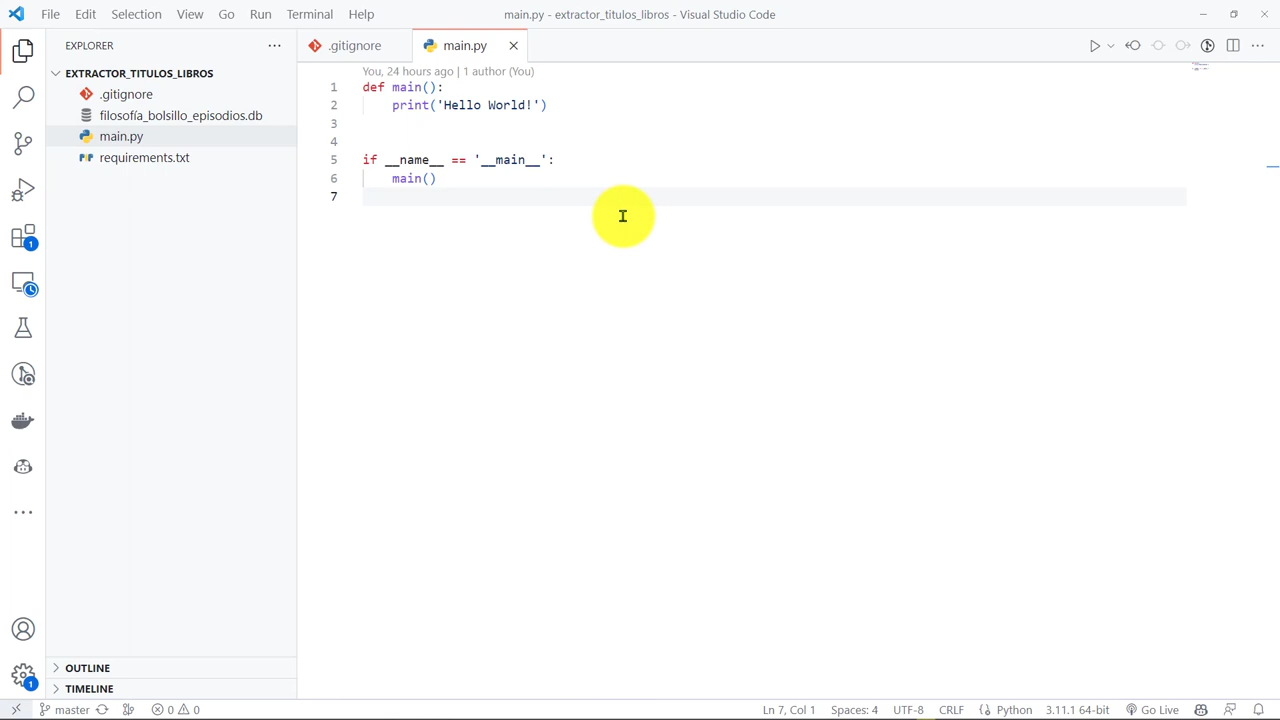 File Edit Selection View Go Run Terminal Help
main.py - extractor_titulos_libros - Visual Studio Code
EXPLORER
EXTRACTOR_TITULOS_LIBROS
.gitignore
filosofía_bolsillo_episodios.db
main.py
requirements.txt
OUTLINE
TIMELINE
.gitignore
main.py
You, 24 hours ago | 1 author (You)
1 def main():
2 print('Hello World!')
3
4
5 if __name__ == '__main__':
6 main()
7
1
1
master
0 0
Ln 7, Col 1
Spaces: 4
UTF-8
CRLF
Python
3.11.1 64-bit
Go Live